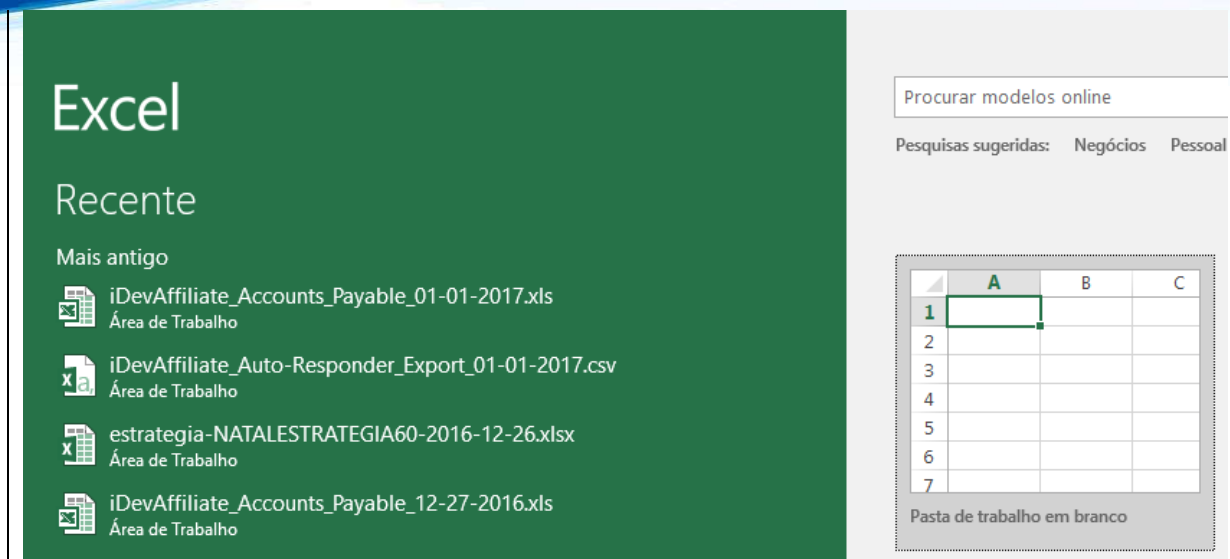 Excel
Recente
Mais antigo
iDevAffiliate_Accounts_Payable_01-01-2017.xls
Área de Trabalho
iDevAffiliate_Auto-Responder_Export_01-01-2017.csv
Área de Trabalho
estrategia-NATALESTRATEGIA60-2016-12-26.xlsx
Área de Trabalho
iDevAffiliate_Accounts_Payable_12-27-2016.xls
Área de Trabalho
Procurar modelos online
Pesquisas sugeridas: Negócios Pessoal
A B C
1
2
3
4
5
6
7
Pasta de trabalho em branco